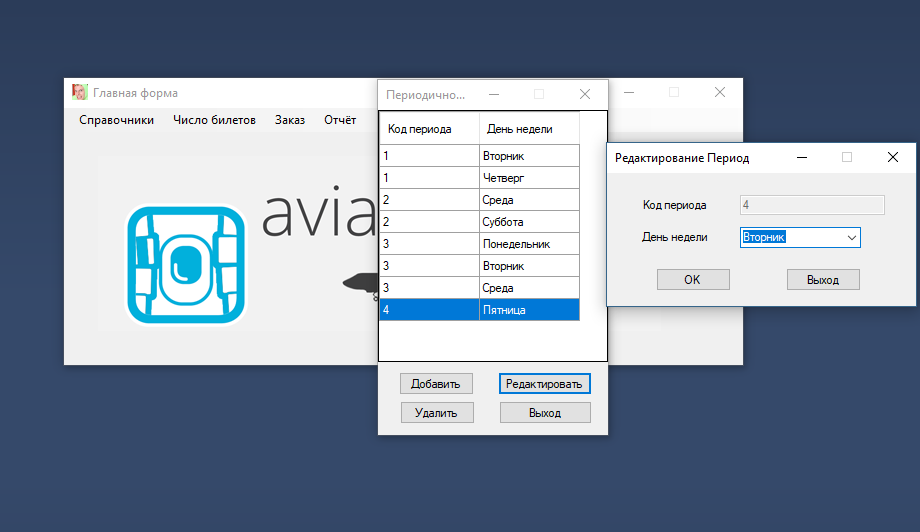 Главная форма
Справочники Число билетов Заказ Отчёт
avia
Периодично...
Код периода День недели
1 Вторник
1 Четверг
2 Среда
2 Суббота
3 Понедельник
3 Вторник
3 Среда
4 Пятница
Добавить Редактировать
Удалить Выход
Редактирование Период
Код периода 4
День недели Вторник
OK Выход